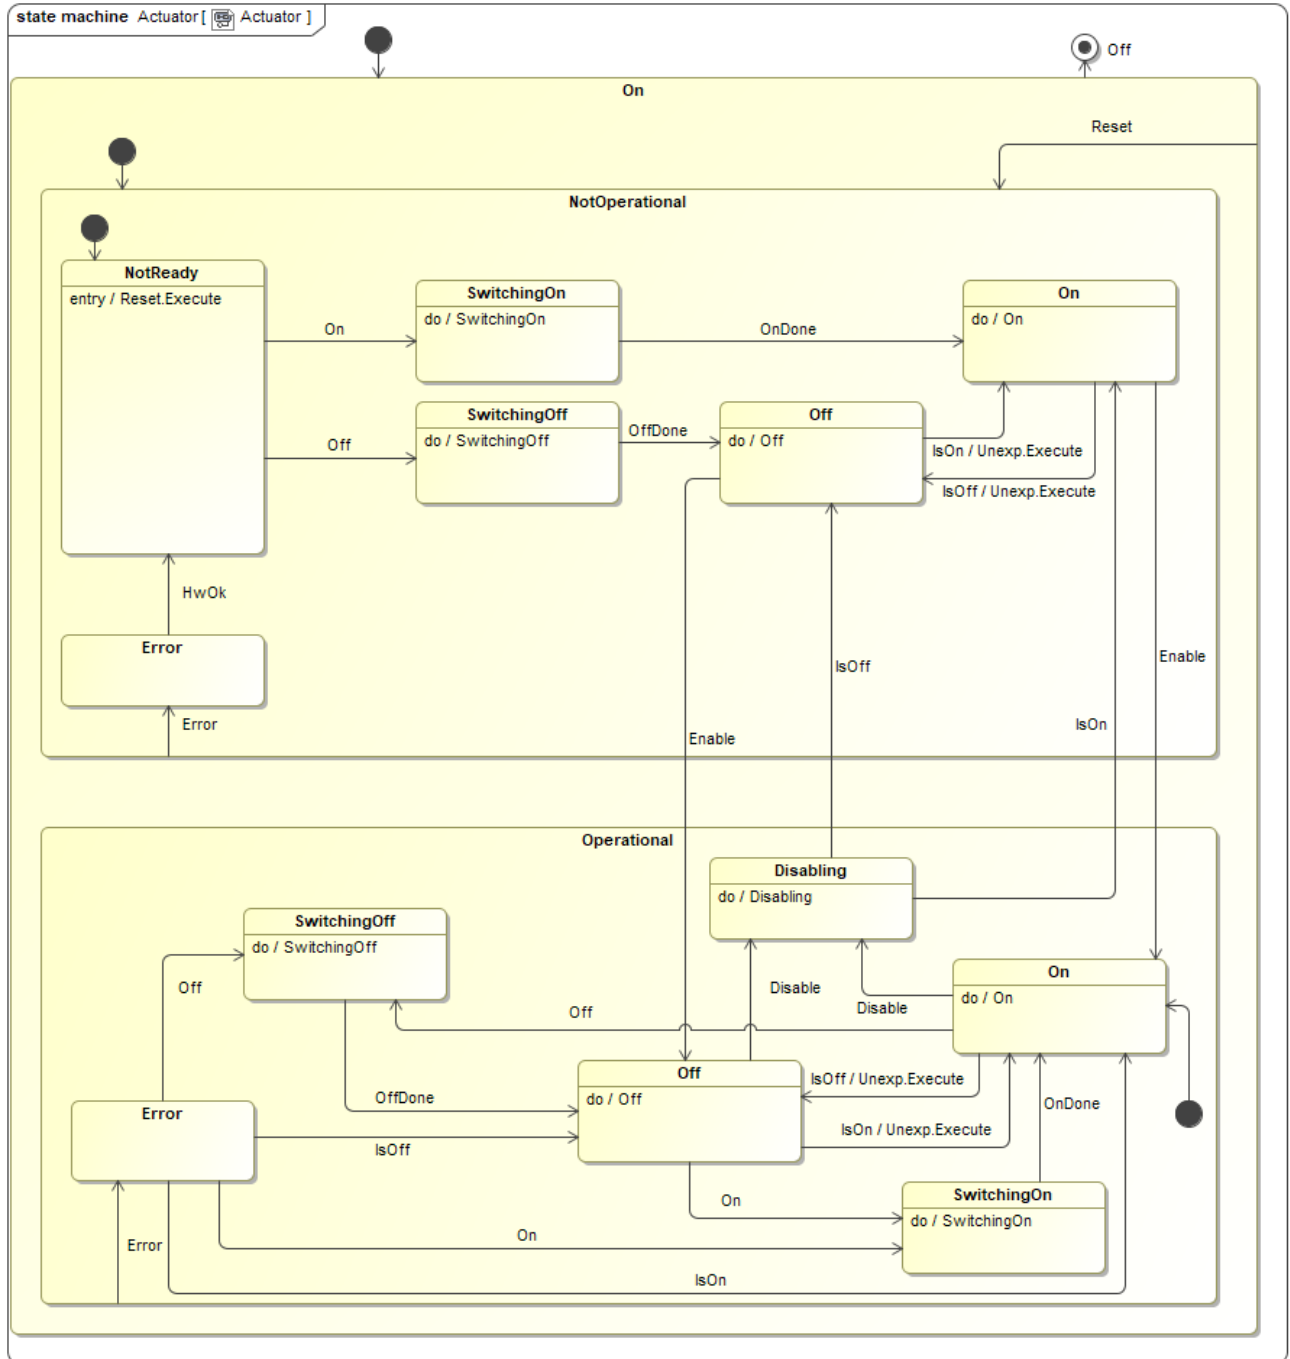 state machine Actuator [ Actuator ]
Off
On
Reset
NotOperational
NotReady
entry / Reset.Execute
SwitchingOn
do / SwitchingOn
On
do / On
On
OnDone
SwitchingOff
do / SwitchingOff
Off
do / Off
Off
OffDone
IsOn / Unexp.Execute
IsOff / Unexp.Execute
HwOk
Error
Error
IsOff
Enable
IsOn
Enable
Operational
Disabling
do / Disabling
SwitchingOff
do / SwitchingOff
Off
Disable
Disable
On
do / On
Off
Off
do / Off
IsOff / Unexp.Execute
OffDone
OnDone
Error
IsOn / Unexp.Execute
IsOff
On
SwitchingOn
do / SwitchingOn
On
Error
IsOn